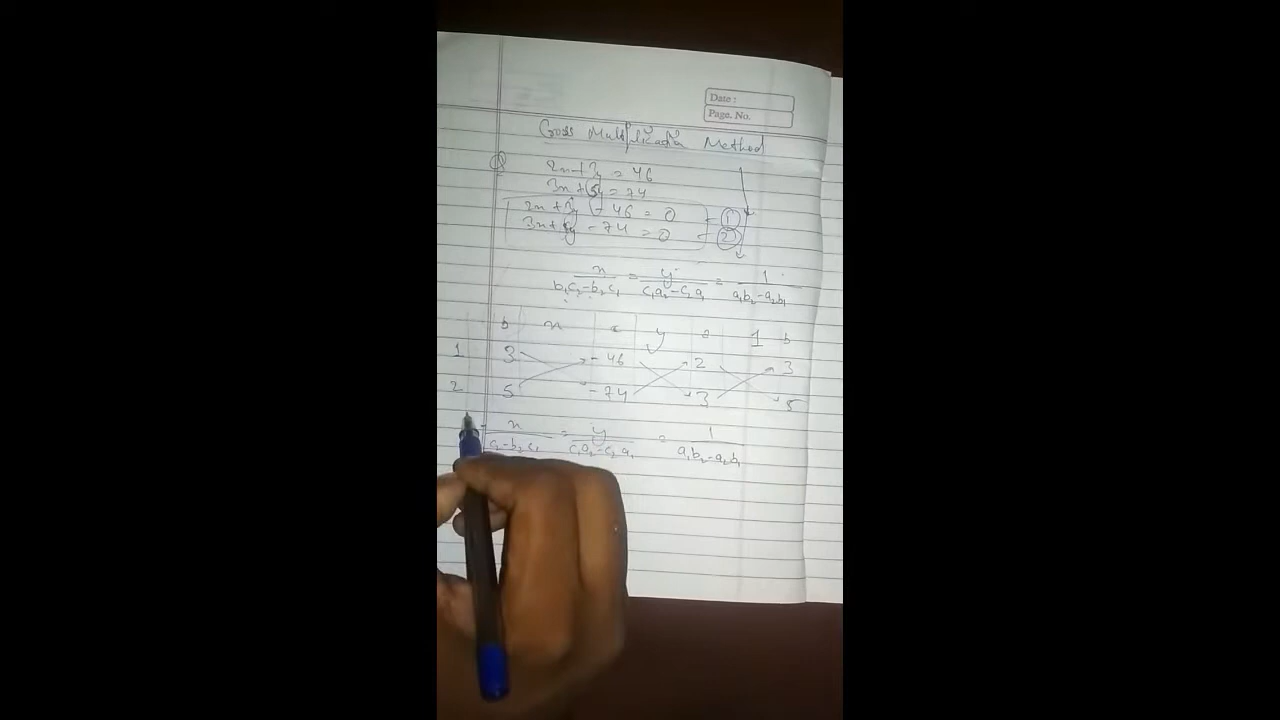 Date :
Page. No.
Cross Multiplication Method
Q 2x+3y = 46
3x+5y = 74
2x+3y - 46 = 0 - 1
3x+5y - 74 = 0 - 2
x/b₁c₂-b₂c₁ = y/c₁a₂-c₂a₁ = 1/a₁b₂-a₂b₁
b x c y a 1 b
1 3 -46 2 3
2 5 -74 3 5
x/c₂-b₂c₁ = y/c₁a₂-c₂a₁ = 1/a₁b₂-a₂b₁